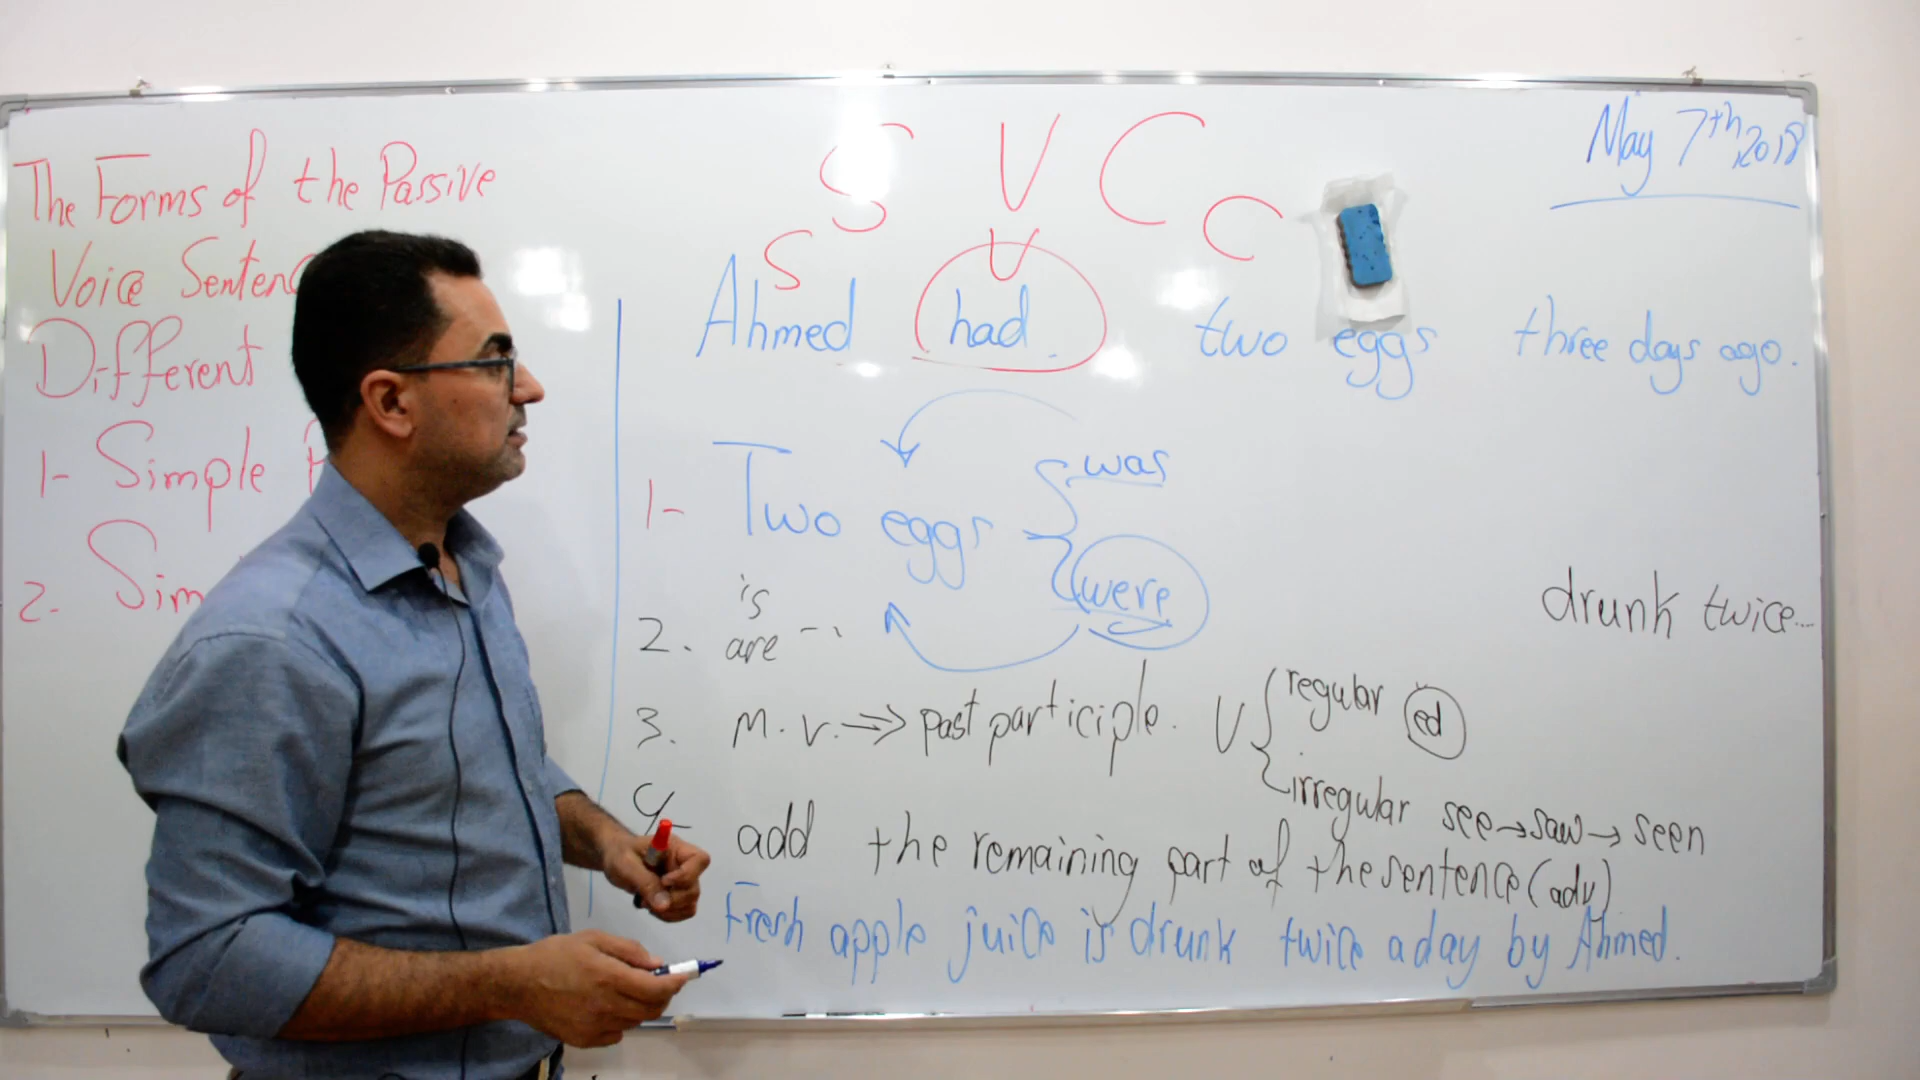 The Forms of the Passive
Voice Sentenc
Different
1- Simple P
2- Sim
May 7th, 2018
S V C C
S V
Ahmed had two eggs three days ago.
was
1- Two eggs
were
is
2. are
drunk twice...
3. m. v. ⇒ past participle. V regular ed
irregular see → saw → seen
4- add the remaining part of the sentence (adv)
Fresh apple juice is drunk twice a day by Ahmed.